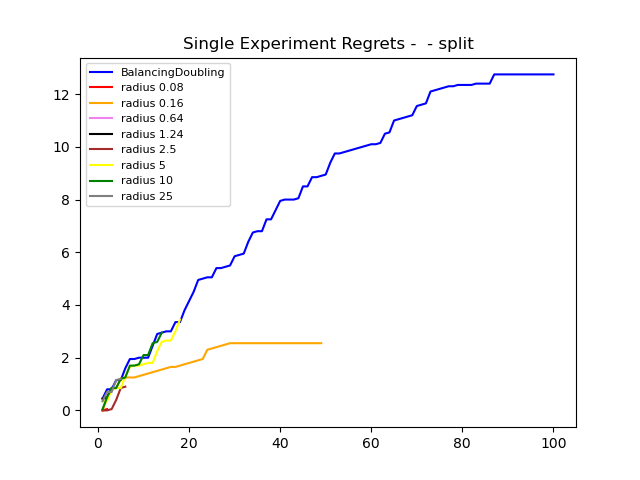 Single Experiment Regrets -  - split
BalancingDoubling
radius 0.08
radius 0.16
radius 0.64
radius 1.24
radius 2.5
radius 5
radius 10
radius 25
12
10
8
6
4
2
0
0 20 40 60 80 100